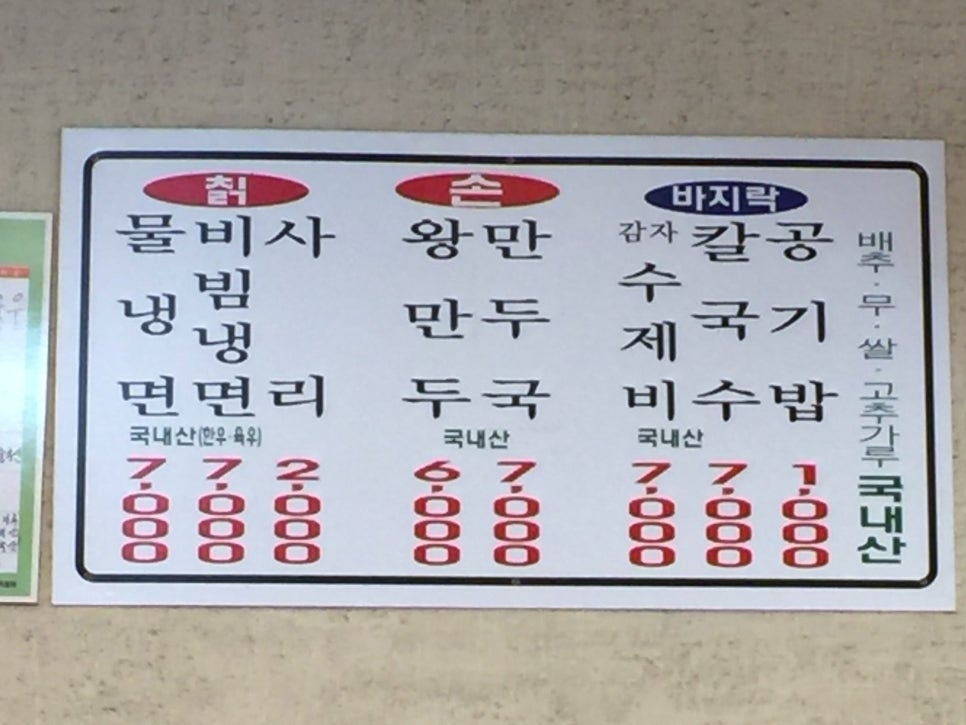 칡
물냉면
비빔냉면
사리
국내산(한우·육우)
7,000
7,000
2,000
손
왕만두
만두국
국내산
6,000
7,000
바지락
감자수제비
칼국수
공기밥
국내산
7,000
7,000
1,000
배추·무·쌀·고추가루 국내산